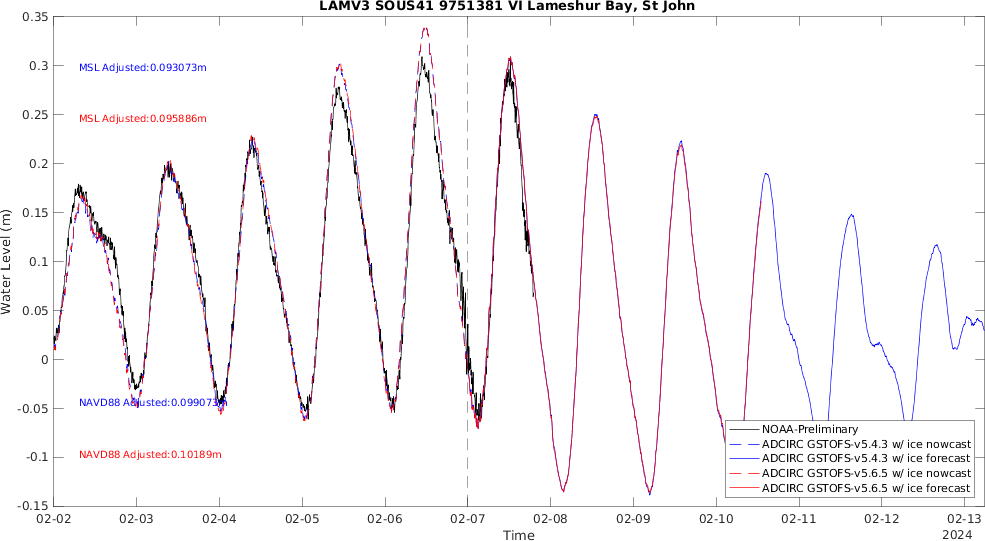 LAMV3 SOUS41 9751381 VI Lameshur Bay, St John
0.35
0.3
0.25
0.2
0.15
0.1
0.05
0
-0.05
-0.1
-0.15
Water Level (m)
MSL Adjusted:0.093073m
MSL Adjusted:0.095886m
NAVD88 Adjusted:0.099073m
NAVD88 Adjusted:0.10189m
NOAA-Preliminary
ADCIRC GSTOFS-v5.4.3 w/ ice nowcast
ADCIRC GSTOFS-v5.4.3 w/ ice forecast
ADCIRC GSTOFS-v5.6.5 w/ ice nowcast
ADCIRC GSTOFS-v5.6.5 w/ ice forecast
02-02 02-03 02-04 02-05 02-06 02-07 02-08 02-09 02-10 02-11 02-12 02-13
2024
Time